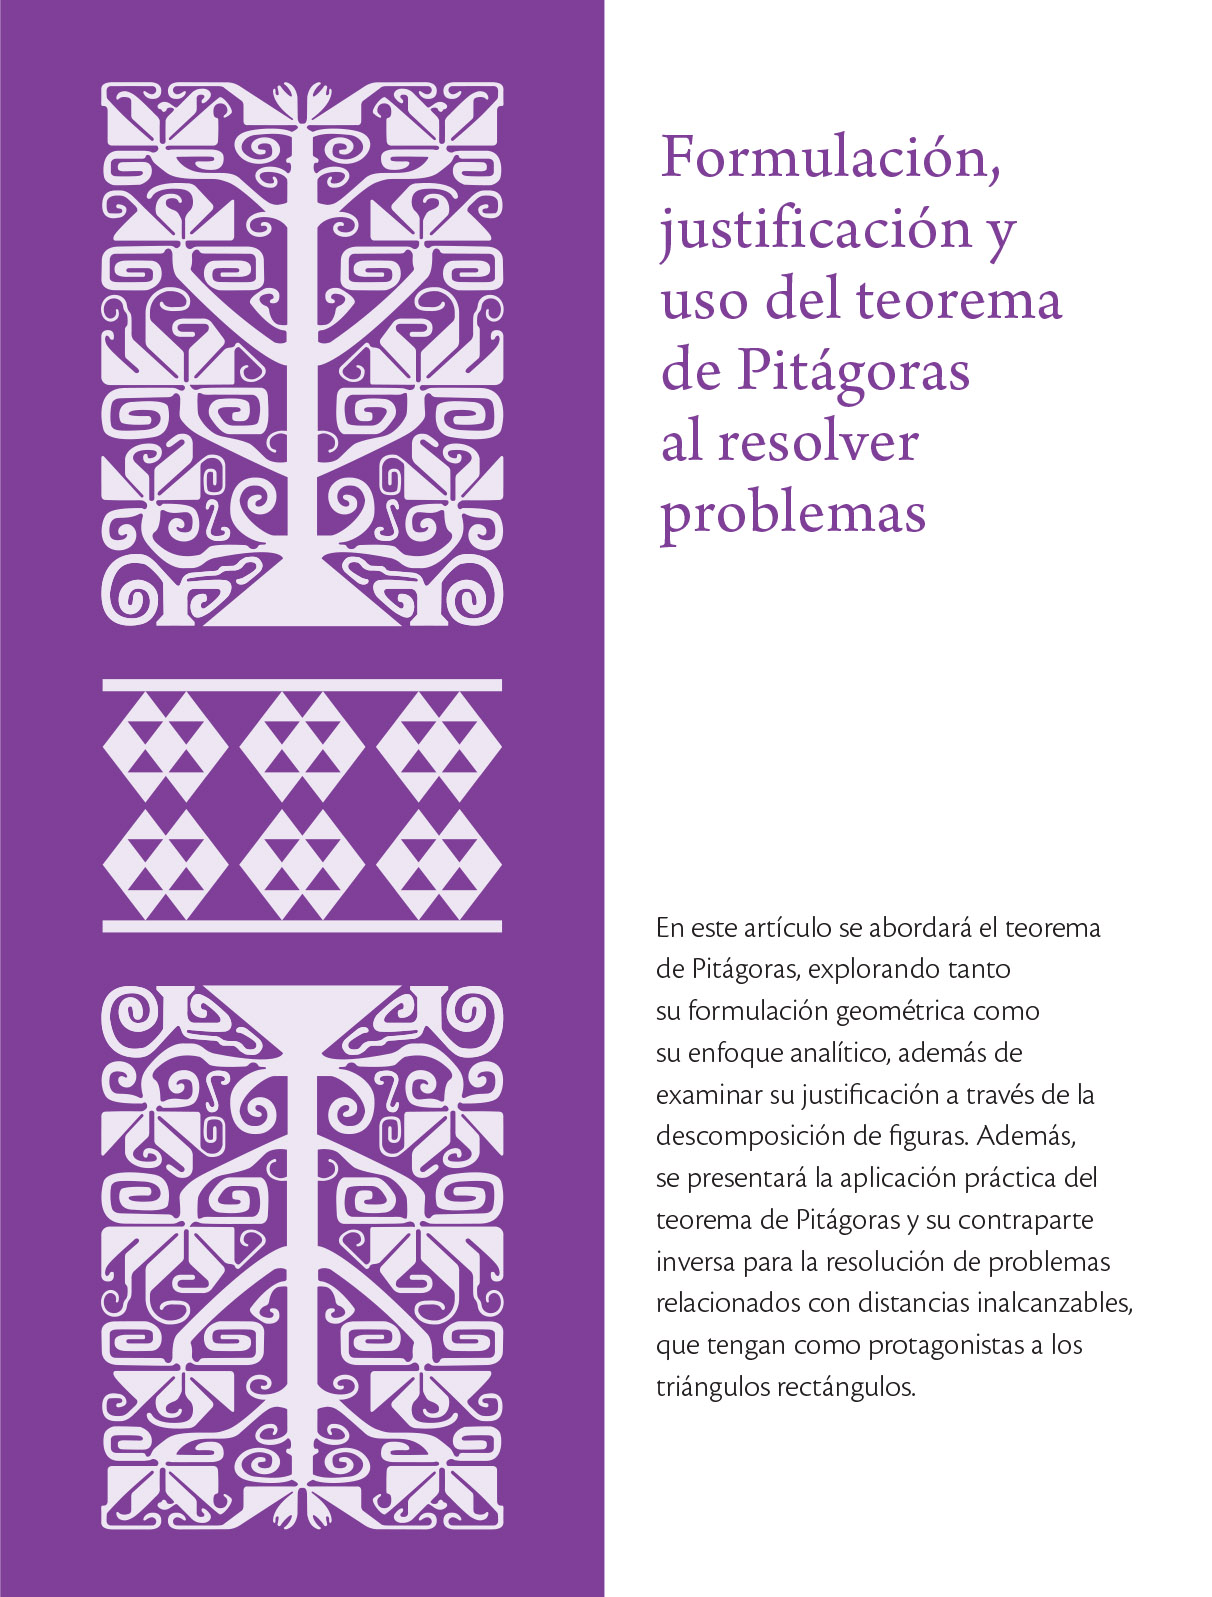 Formulación,
justificación y
uso del teorema
de Pitágoras
al resolver
problemas
En este artículo se abordará el teorema
de Pitágoras, explorando tanto
su formulación geométrica como
su enfoque analítico, además de
examinar su justificación a través de la
descomposición de figuras. Además,
se presentará la aplicación práctica del
teorema de Pitágoras y su contraparte
inversa para la resolución de problemas
relacionados con distancias inalcanzables,
que tengan como protagonistas a los
triángulos rectángulos.